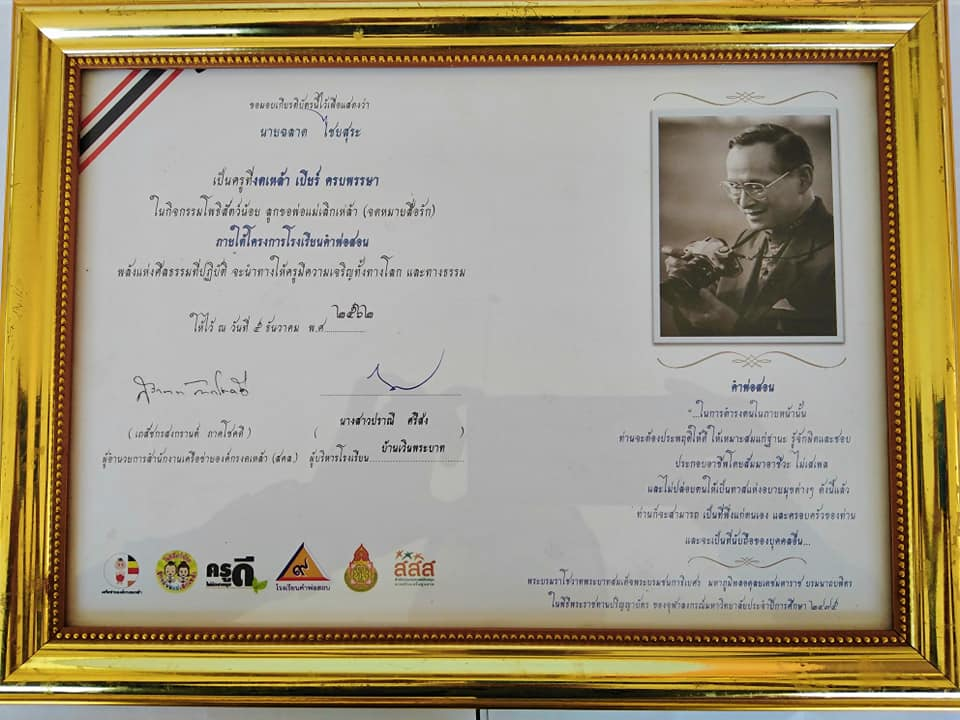 ขอมอบเกียรติบัตรนี้ไว้เพื่อแสดงว่า
นายฉลาด ไชยสุระ
เป็นครูที่งดเหล้า เบียร์ ครบพรรษา
ในกิจกรรมโพธิสัตว์น้อย ลูกขอพ่อแม่เลิกเหล้า (จดหมายสื่อรัก)
ภายใต้โครงการโรงเรียนคำพ่อสอน
พลังแห่งศีลธรรมที่ปฏิบัติ จะนำทางให้ครูมีความเจริญทั้งทางโลก และทางธรรม
ให้ไว้ ณ วันที่ ๕ ธันวาคม พ.ศ. ๒๕๖๒
( เภสัชกรสงกรานต์ ภาคโชคดี )
ผู้อำนวยการสำนักงานเครือข่ายองค์กรงดเหล้า (สคล.)
( นางสาวปราณี ศรีสัง )
ผู้บริหารโรงเรียน บ้านเวินพระบาท
ครูดี
๙
โรงเรียนคำพ่อสอน
สสส
คำพ่อสอน
"...ในการดำรงตนในภายหน้านั้น
ท่านจะต้องประพฤติให้ดี ให้เหมาะสมแก่ฐานะ รู้จักผิดและชอบ
ประกอบอาชีพโดยสัมมาอาชีวะ ไม่เสเพล
และไม่ปล่อยตนให้เป็นทาสแห่งอบายมุขต่างๆ ดังนี้แล้ว
ท่านก็จะสามารถ เป็นที่พึ่งแก่ตนเอง และครอบครัวของท่าน
และจะเป็นที่นับถือของบุคคลอื่น...
พระบรมราโชวาทพระบาทสมเด็จพระบรมชนกาธิเบศร มหาภูมิพลอดุลยเดชมหาราช บรมนาถบพิตร
ในพิธีพระราชทานปริญญาบัตร ของจุฬาลงกรณ์มหาวิทยาลัยประจำปีการศึกษา ๒๔๙๕